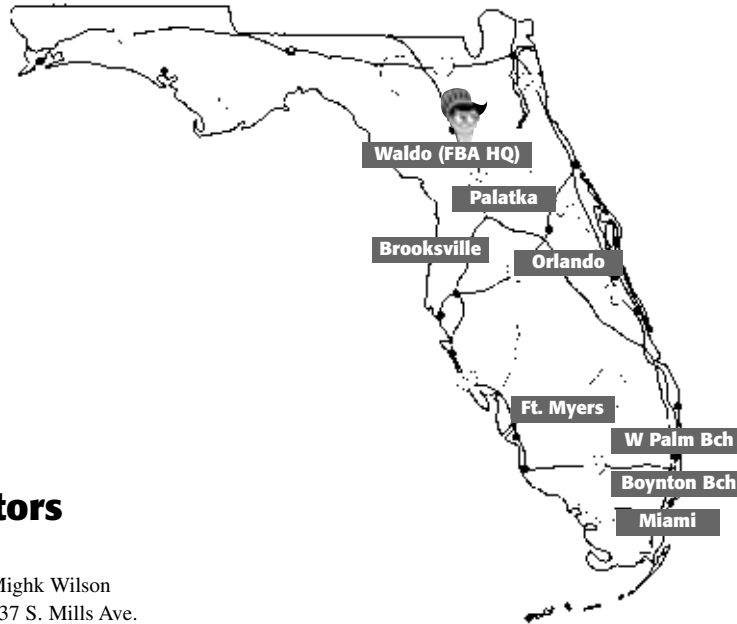 Waldo (FBA HQ)
Palatka
Brooksville
Orlando
Ft. Myers
W Palm Bch
Boynton Bch
Miami
tors
Mighk Wilson
37 S. Mills Ave.